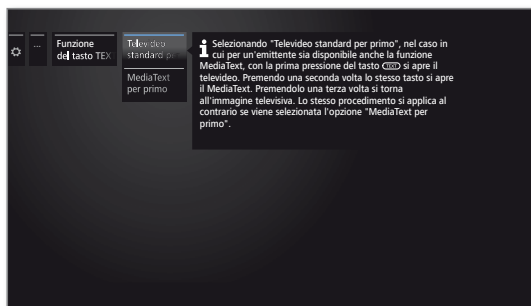 ...
Funzione
del tasto TEX
Televideo
standard pe
MediaText
per primo
Selezionando "Televideo standard per primo", nel caso in
cui per un'emittente sia disponibile anche la funzione
MediaText, con la prima pressione del tasto TEXT si apre il
televideo. Premendo una seconda volta lo stesso tasto si apre
il MediaText. Premendolo una terza volta si torna
all'immagine televisiva. Lo stesso procedimento si applica al
contrario se viene selezionata l'opzione "MediaText per
primo".